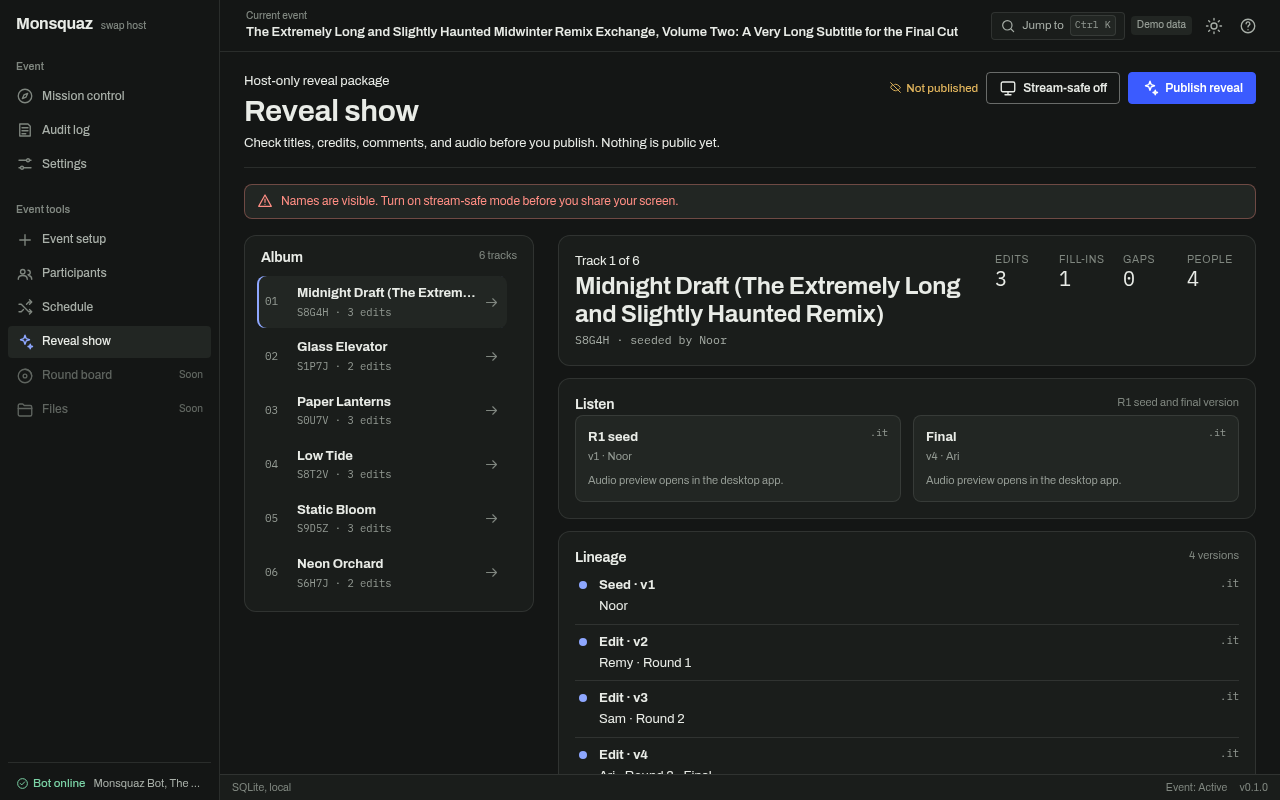 Monsquaz swap host
Event
Mission control
Audit log
Settings
Event tools
Event setup
Participants
Schedule
Reveal show
Round board Soon
Files Soon
Bot online Monsquaz Bot, The ...
Current event
The Extremely Long and Slightly Haunted Midwinter Remix Exchange, Volume Two: A Very Long Subtitle for the Final Cut
Jump to Ctrl K
Demo data
Host-only reveal package
Reveal show
Check titles, credits, comments, and audio before you publish. Nothing is public yet.
Not published
Stream-safe off
Publish reveal
Names are visible. Turn on stream-safe mode before you share your screen.
Album 6 tracks
01 Midnight Draft (The Extrem...
S8G4H · 3 edits
02 Glass Elevator
S1P7J · 2 edits
03 Paper Lanterns
S0U7V · 3 edits
04 Low Tide
S8T2V · 3 edits
05 Static Bloom
S9D5Z · 3 edits
06 Neon Orchard
S6H7J · 2 edits
Track 1 of 6
Midnight Draft (The Extremely Long
and Slightly Haunted Remix)
S8G4H · seeded by Noor
EDITS FILL-INS GAPS PEOPLE
3 1 0 4
Listen R1 seed and final version
R1 seed .it
v1 · Noor
Audio preview opens in the desktop app.
Final .it
v4 · Ari
Audio preview opens in the desktop app.
Lineage 4 versions
Seed · v1 .it
Noor
Edit · v2 .it
Remy · Round 1
Edit · v3 .it
Sam · Round 2
Edit · v4 .it
SQLite, local
Event: Active v0.1.0